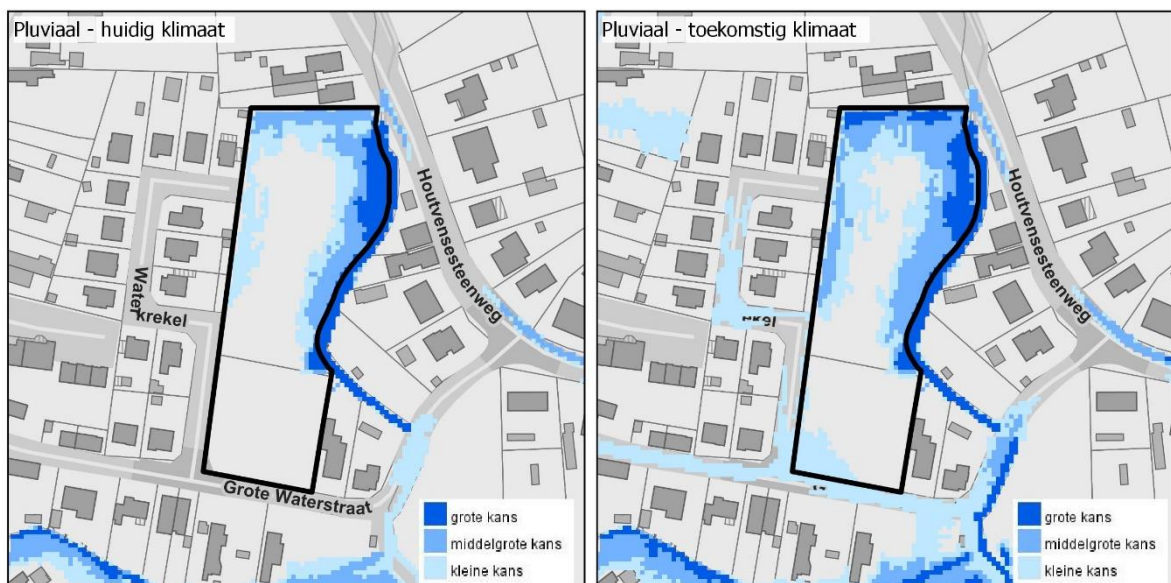 Pluviaal - huidig klimaat
Houtvensesteenweg
Water
krekel
Grote Waterstraat
grote kans
middelgrote kans
kleine kans
Pluviaal - toekomstig klimaat
Houtvensesteenweg
grote kans
middelgrote kans
kleine kans